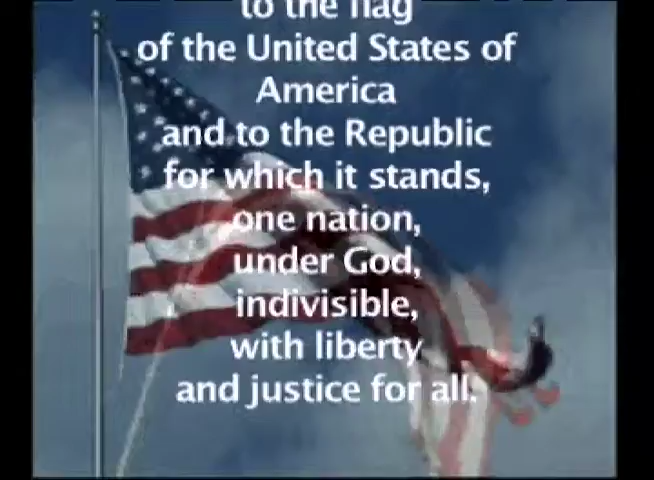 to the flag
of the United States of
America
and to the Republic
for which it stands,
one nation,
under God,
indivisible,
with liberty
and justice for all.